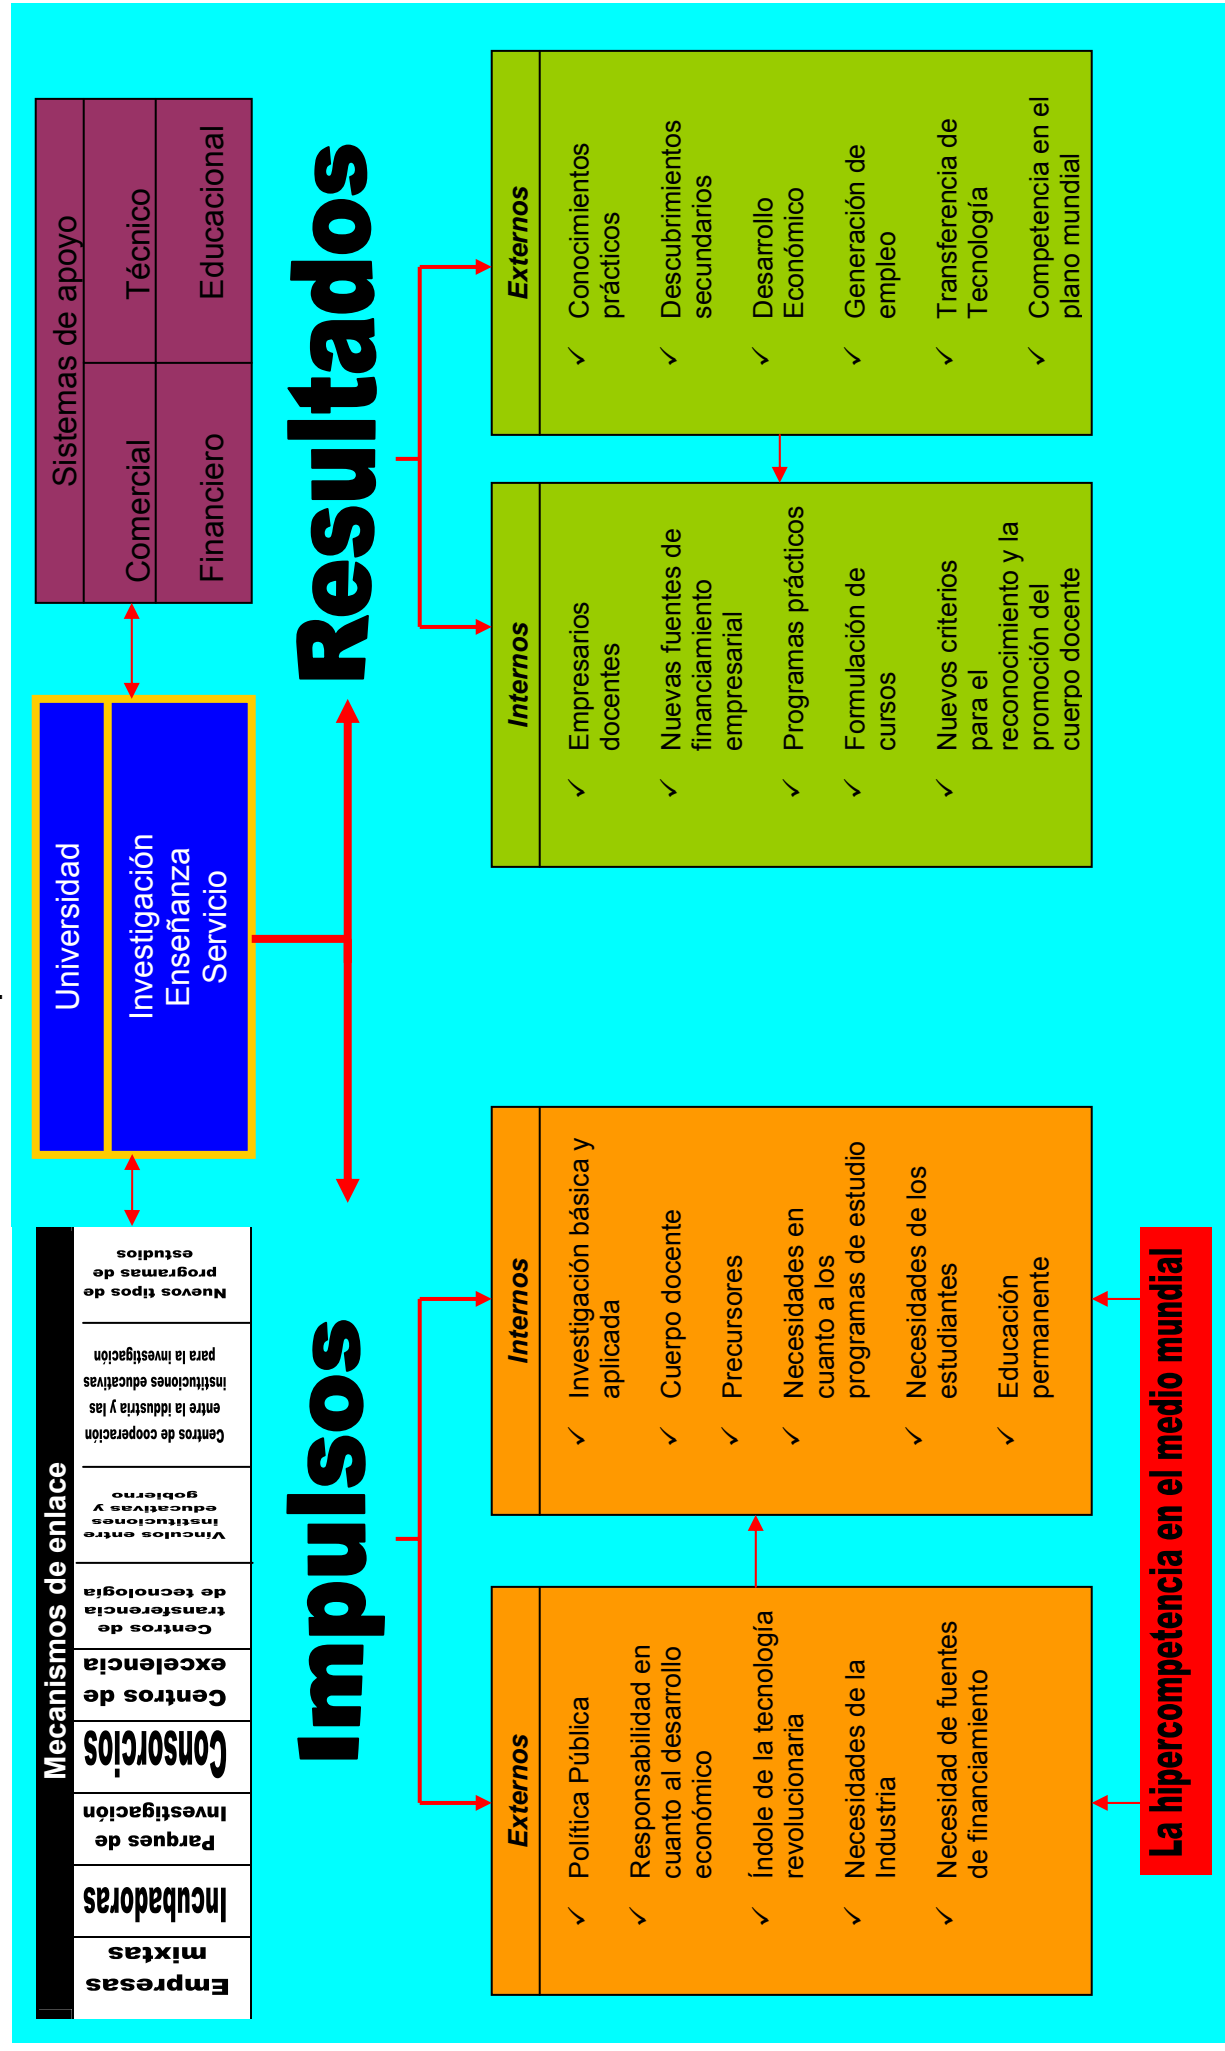 Mecanismos de enlace
Empresas
mixtas
Incubadoras
Parques de
Investigación
Consorcios
Centros de
excelencia
Centros de
transferencia
de tecnología
Vínculos entre
instituciones
educativas y
gobierno
Centros de cooperación
entre la iddustria y las
instituciones educativas
para la investigación
Nuevos tipos de
programas de
estudios
Universidad
Investigación
Enseñanza
Servicio
Sistemas de apoyo
Comercial
Técnico
Financiero
Educacional
Impulsos
Resultados
Externos
✓ Política Pública
✓ Responsabilidad en
cuanto al desarrollo
económico
✓ Índole de la tecnología
revolucionaria
✓ Necesidades de la
Industria
✓ Necesidad de fuentes
de financiamiento
Internos
✓ Investigación básica y
aplicada
✓ Cuerpo docente
✓ Precursores
✓ Necesidades en
cuanto a los
programas de estudio
✓ Necesidades de los
estudiantes
✓ Educación
permanente
Internos
✓ Empresarios
docentes
✓ Nuevas fuentes de
financiamiento
empresarial
✓ Programas prácticos
✓ Formulación de
cursos
✓ Nuevos criterios
para el
reconocimiento y la
promoción del
cuerpo docente
Externos
✓ Conocimientos
prácticos
✓ Descubrimientos
secundarios
✓ Desarrollo
Económico
✓ Generación de
empleo
✓ Transferencia de
Tecnología
✓ Competencia en el
plano mundial
La hipercompetencia en el medio mundial